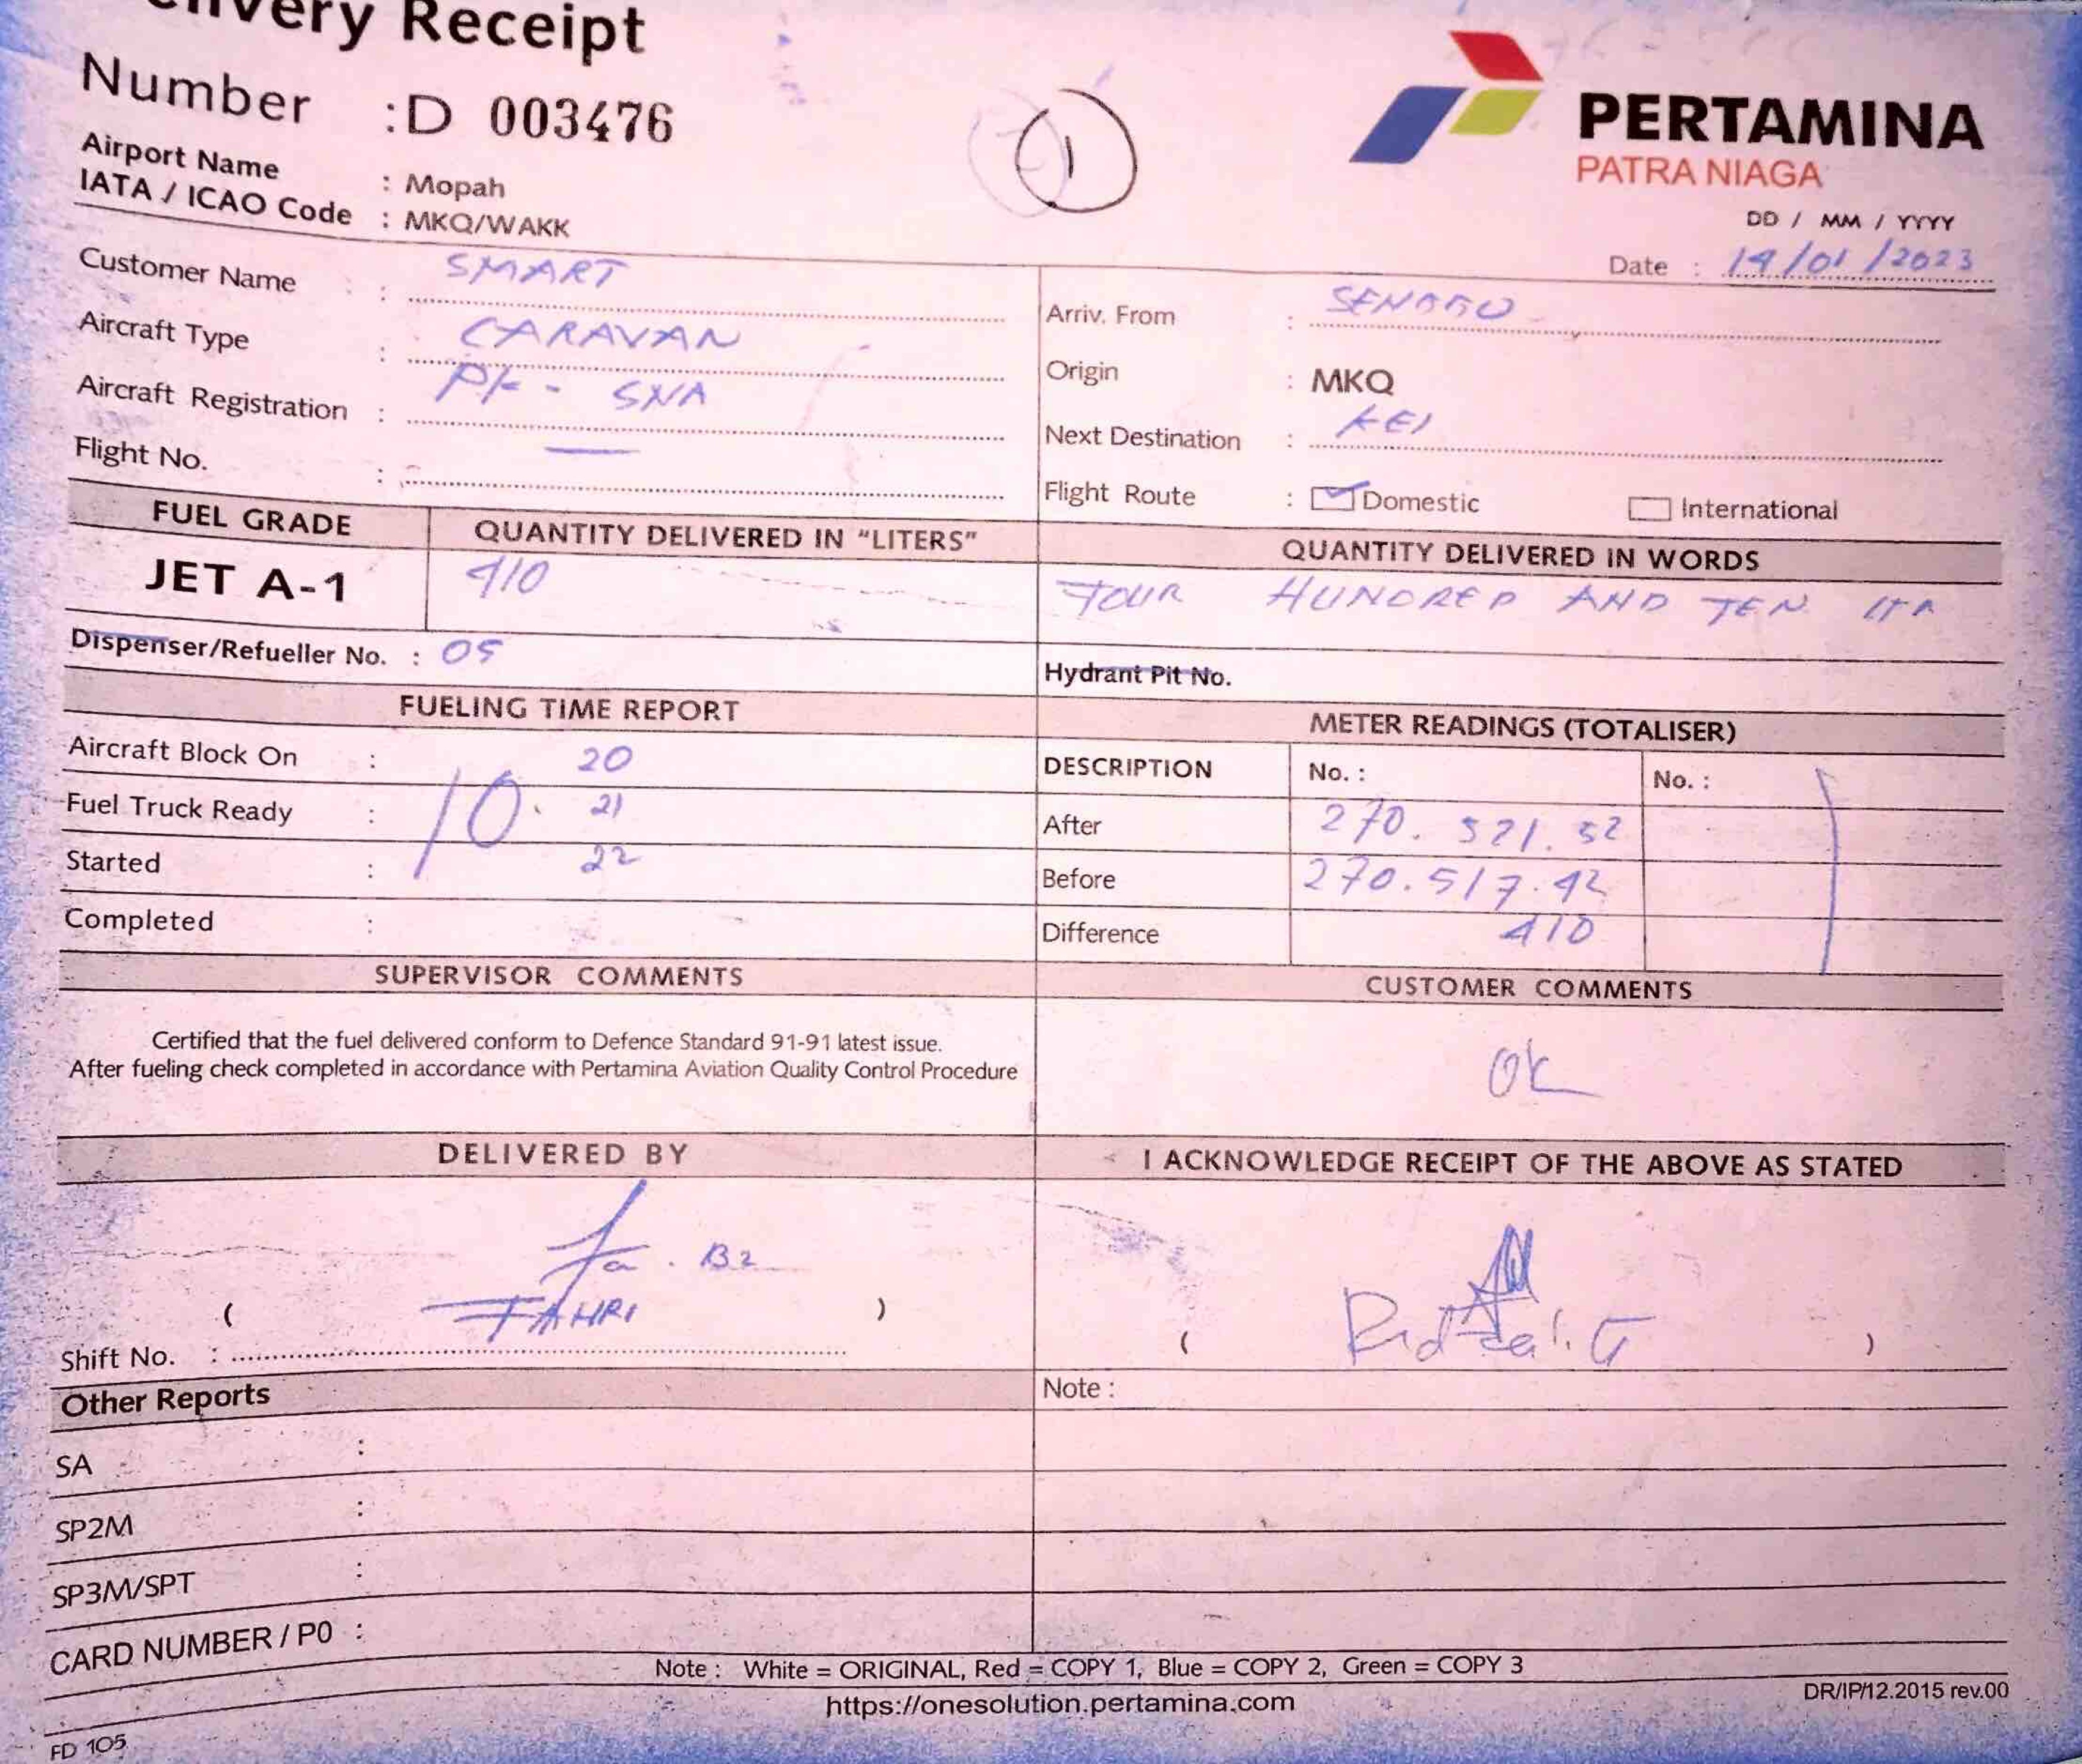 Delivery Receipt
Number : D 003476
Airport Name : Mopah
IATA / ICAO Code : MKQ/WAKK
1
PERTAMINA
PATRA NIAGA
DD / MM / YYYY
Date : 19/01/2023
Customer Name : SMART
Aircraft Type : CARAVAN
Aircraft Registration : PK - SNA
Flight No. : —
Arriv. From :
Origin : MKQ
Next Destination : KEI
Flight Route : Domestic International
FUEL GRADE QUANTITY DELIVERED IN "LITERS" QUANTITY DELIVERED IN WORDS
JET A-1 410 FOUR HUNDRED AND TEN LTR
Dispenser/Refueller No. : 05 Hydrant Pit No.
FUELING TIME REPORT METER READINGS (TOTALISER)
Aircraft Block On : 20
Fuel Truck Ready : 10. 21
Started : 22
Completed :
DESCRIPTION No. : No. :
After 270.521.52
Before 270.517.42
Difference 410
SUPERVISOR COMMENTS CUSTOMER COMMENTS
Certified that the fuel delivered conform to Defence Standard 91-91 latest issue.
After fueling check completed in accordance with Pertamina Aviation Quality Control Procedure
OK
DELIVERED BY I ACKNOWLEDGE RECEIPT OF THE ABOVE AS STATED
B2
( FAHRI ) ( )
Shift No. :
Other Reports Note :
SA :
SP2M :
SP3M/SPT :
CARD NUMBER / P0 :
Note : White = ORIGINAL, Red = COPY 1, Blue = COPY 2, Green = COPY 3
https://onesolution.pertamina.com
DR/IP/12.2015 rev.00
FD 105